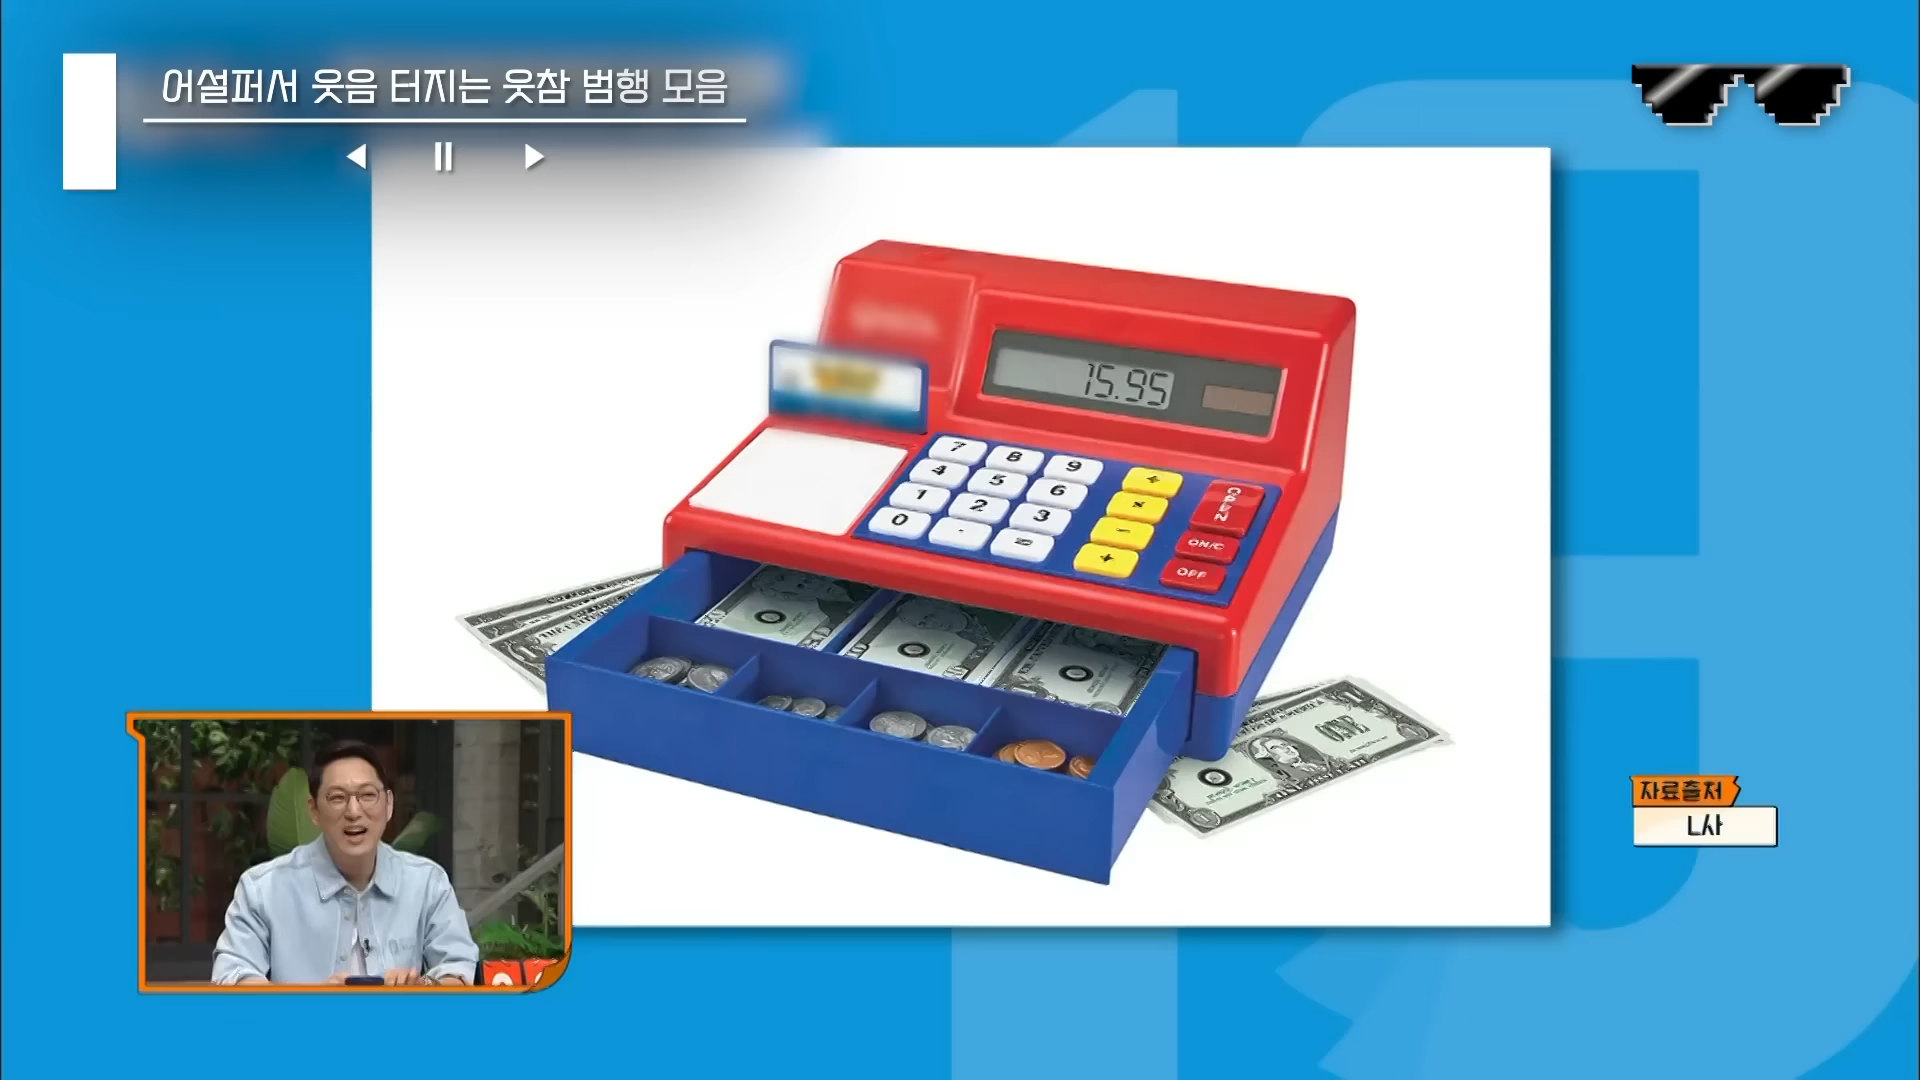 어설퍼서 웃음 터지는 웃참 범행 모음
15.95
7 8 9 ÷
4 5 6 ×
1 2 3 -
0 . = +
OPEN
ON/C
OFF
ONE
자료출처
L사